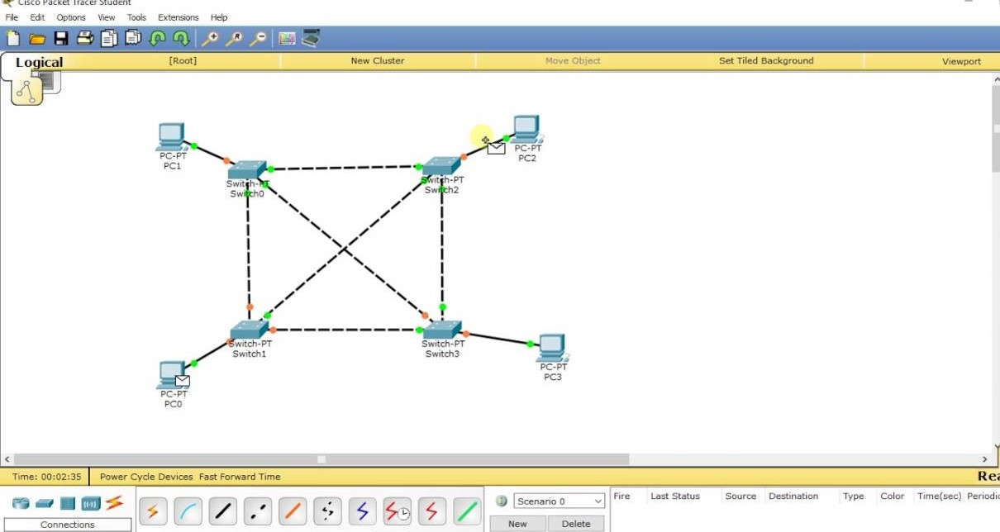 Cisco Packet Tracer Student
File Edit Options View Tools Extensions Help
Logical [Root] New Cluster Move Object Set Tiled Background Viewport
PC-PT
PC1
PC-PT
PC2
Switch-PT
Switch0
Switch-PT
Switch2
Switch-PT
Switch1
Switch-PT
Switch3
PC-PT
PC3
PC-PT
PC0
Time: 00:02:35 Power Cycle Devices Fast Forward Time Rea
Scenario 0 Fire Last Status Source Destination Type Color Time(sec) Periodic
Connections New Delete